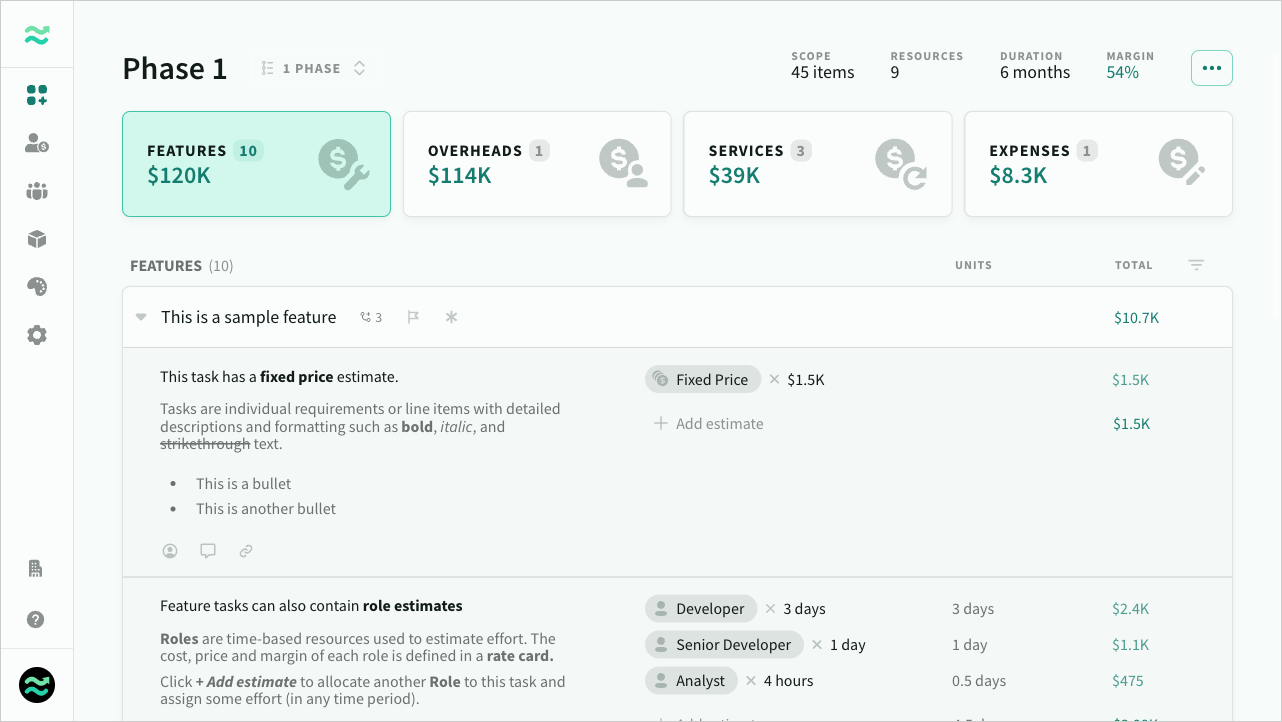 Phase 1
1 PHASE
SCOPE
45 items
RESOURCES
9
DURATION
6 months
MARGIN
54%
FEATURES 10
$120K
OVERHEADS 1
$114K
SERVICES 3
$39K
EXPENSES 1
$8.3K
FEATURES (10)
UNITS
TOTAL
This is a sample feature
3
$10.7K
This task has a fixed price estimate.
Fixed Price × $1.5K
$1.5K
Tasks are individual requirements or line items with detailed
descriptions and formatting such as bold, italic, and
strikethrough text.
Add estimate
$1.5K
• This is a bullet
• This is another bullet
Feature tasks can also contain role estimates
Developer × 3 days
3 days
$2.4K
Roles are time-based resources used to estimate effort. The
cost, price and margin of each role is defined in a rate card.
Senior Developer × 1 day
1 day
$1.1K
Click + Add estimate to allocate another Role to this task and
assign some effort (in any time period).
Analyst × 4 hours
0.5 days
$475